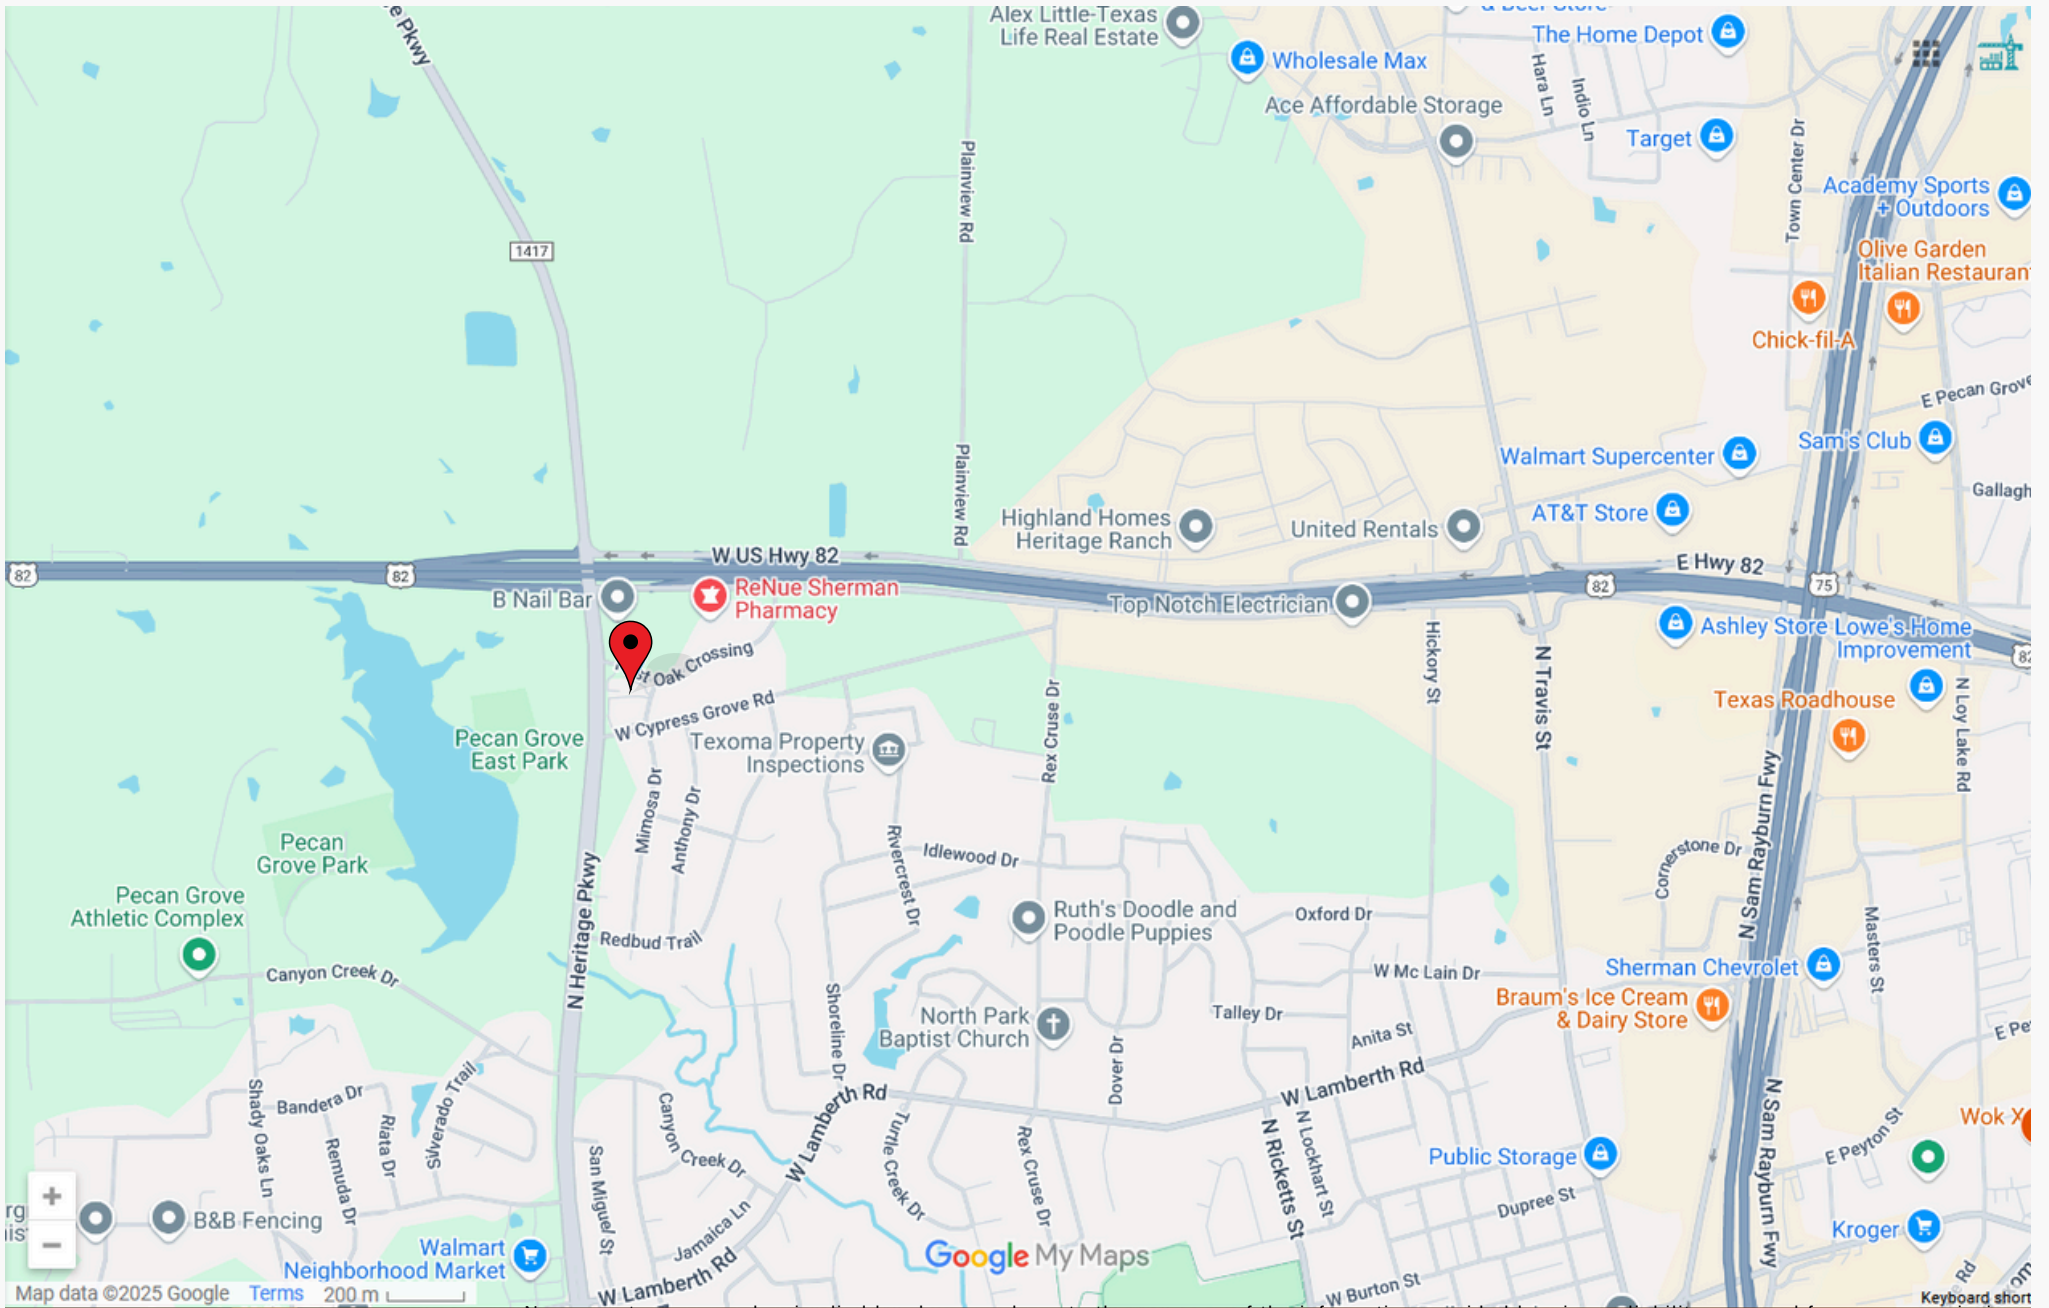 Alex Little-Texas
Life Real Estate
Wholesale Max
The Home Depot
Ace Affordable Storage
Hara Ln
Indio Ln
Target
Town Center Dr
Academy Sports
+ Outdoors
Plainview Rd
1417
Olive Garden
Italian Restaurant
Chick-fil-A
E Pecan Grove
Sam's Club
Walmart Supercenter
Plainview Rd
Gallagh
AT&T Store
Highland Homes
Heritage Ranch
United Rentals
W US Hwy 82
E Hwy 82
82
82
82
75
82
B Nail Bar
ReNue Sherman
Pharmacy
Top Notch Electrician
Ashley Store
Lowe's Home
Improvement
Oak Crossing
Hickory St
N Travis St
W Cypress Grove Rd
Rex Cruse Dr
Texas Roadhouse
N Loy Lake Rd
Pecan Grove
East Park
Texoma Property
Inspections
Mimosa Dr
Anthony Dr
N Sam Rayburn Fwy
Pecan
Grove Park
Rivercrest Dr
Idlewood Dr
Cornerstone Dr
Pecan Grove
Athletic Complex
N Heritage Pkwy
Ruth's Doodle and
Poodle Puppies
Oxford Dr
Masters St
Redbud Trail
Canyon Creek Dr
W Mc Lain Dr
Sherman Chevrolet
Shoreline Dr
North Park
Baptist Church
Talley Dr
Anita St
Braum's Ice Cream
& Dairy Store
E Pe
Dover Dr
Shady Oaks Ln
Bandera Dr
Riata Dr
Silverado Trail
Remuda Dr
W Lamberth Rd
W Lamberth Rd
Canyon Creek Dr
Turtle Creek Dr
Rex Cruse Dr
N Ricketts St
N Lockhart St
N Sam Rayburn Fwy
Wok X
E Peyton St
Public Storage
San Miguel St
Dupree St
B&B Fencing
Jamaica Ln
Kroger
Walmart
Neighborhood Market
W Lamberth Rd
Google My Maps
W Burton St
Rd
Map data ©2025 Google Terms 200 m
Keyboard short